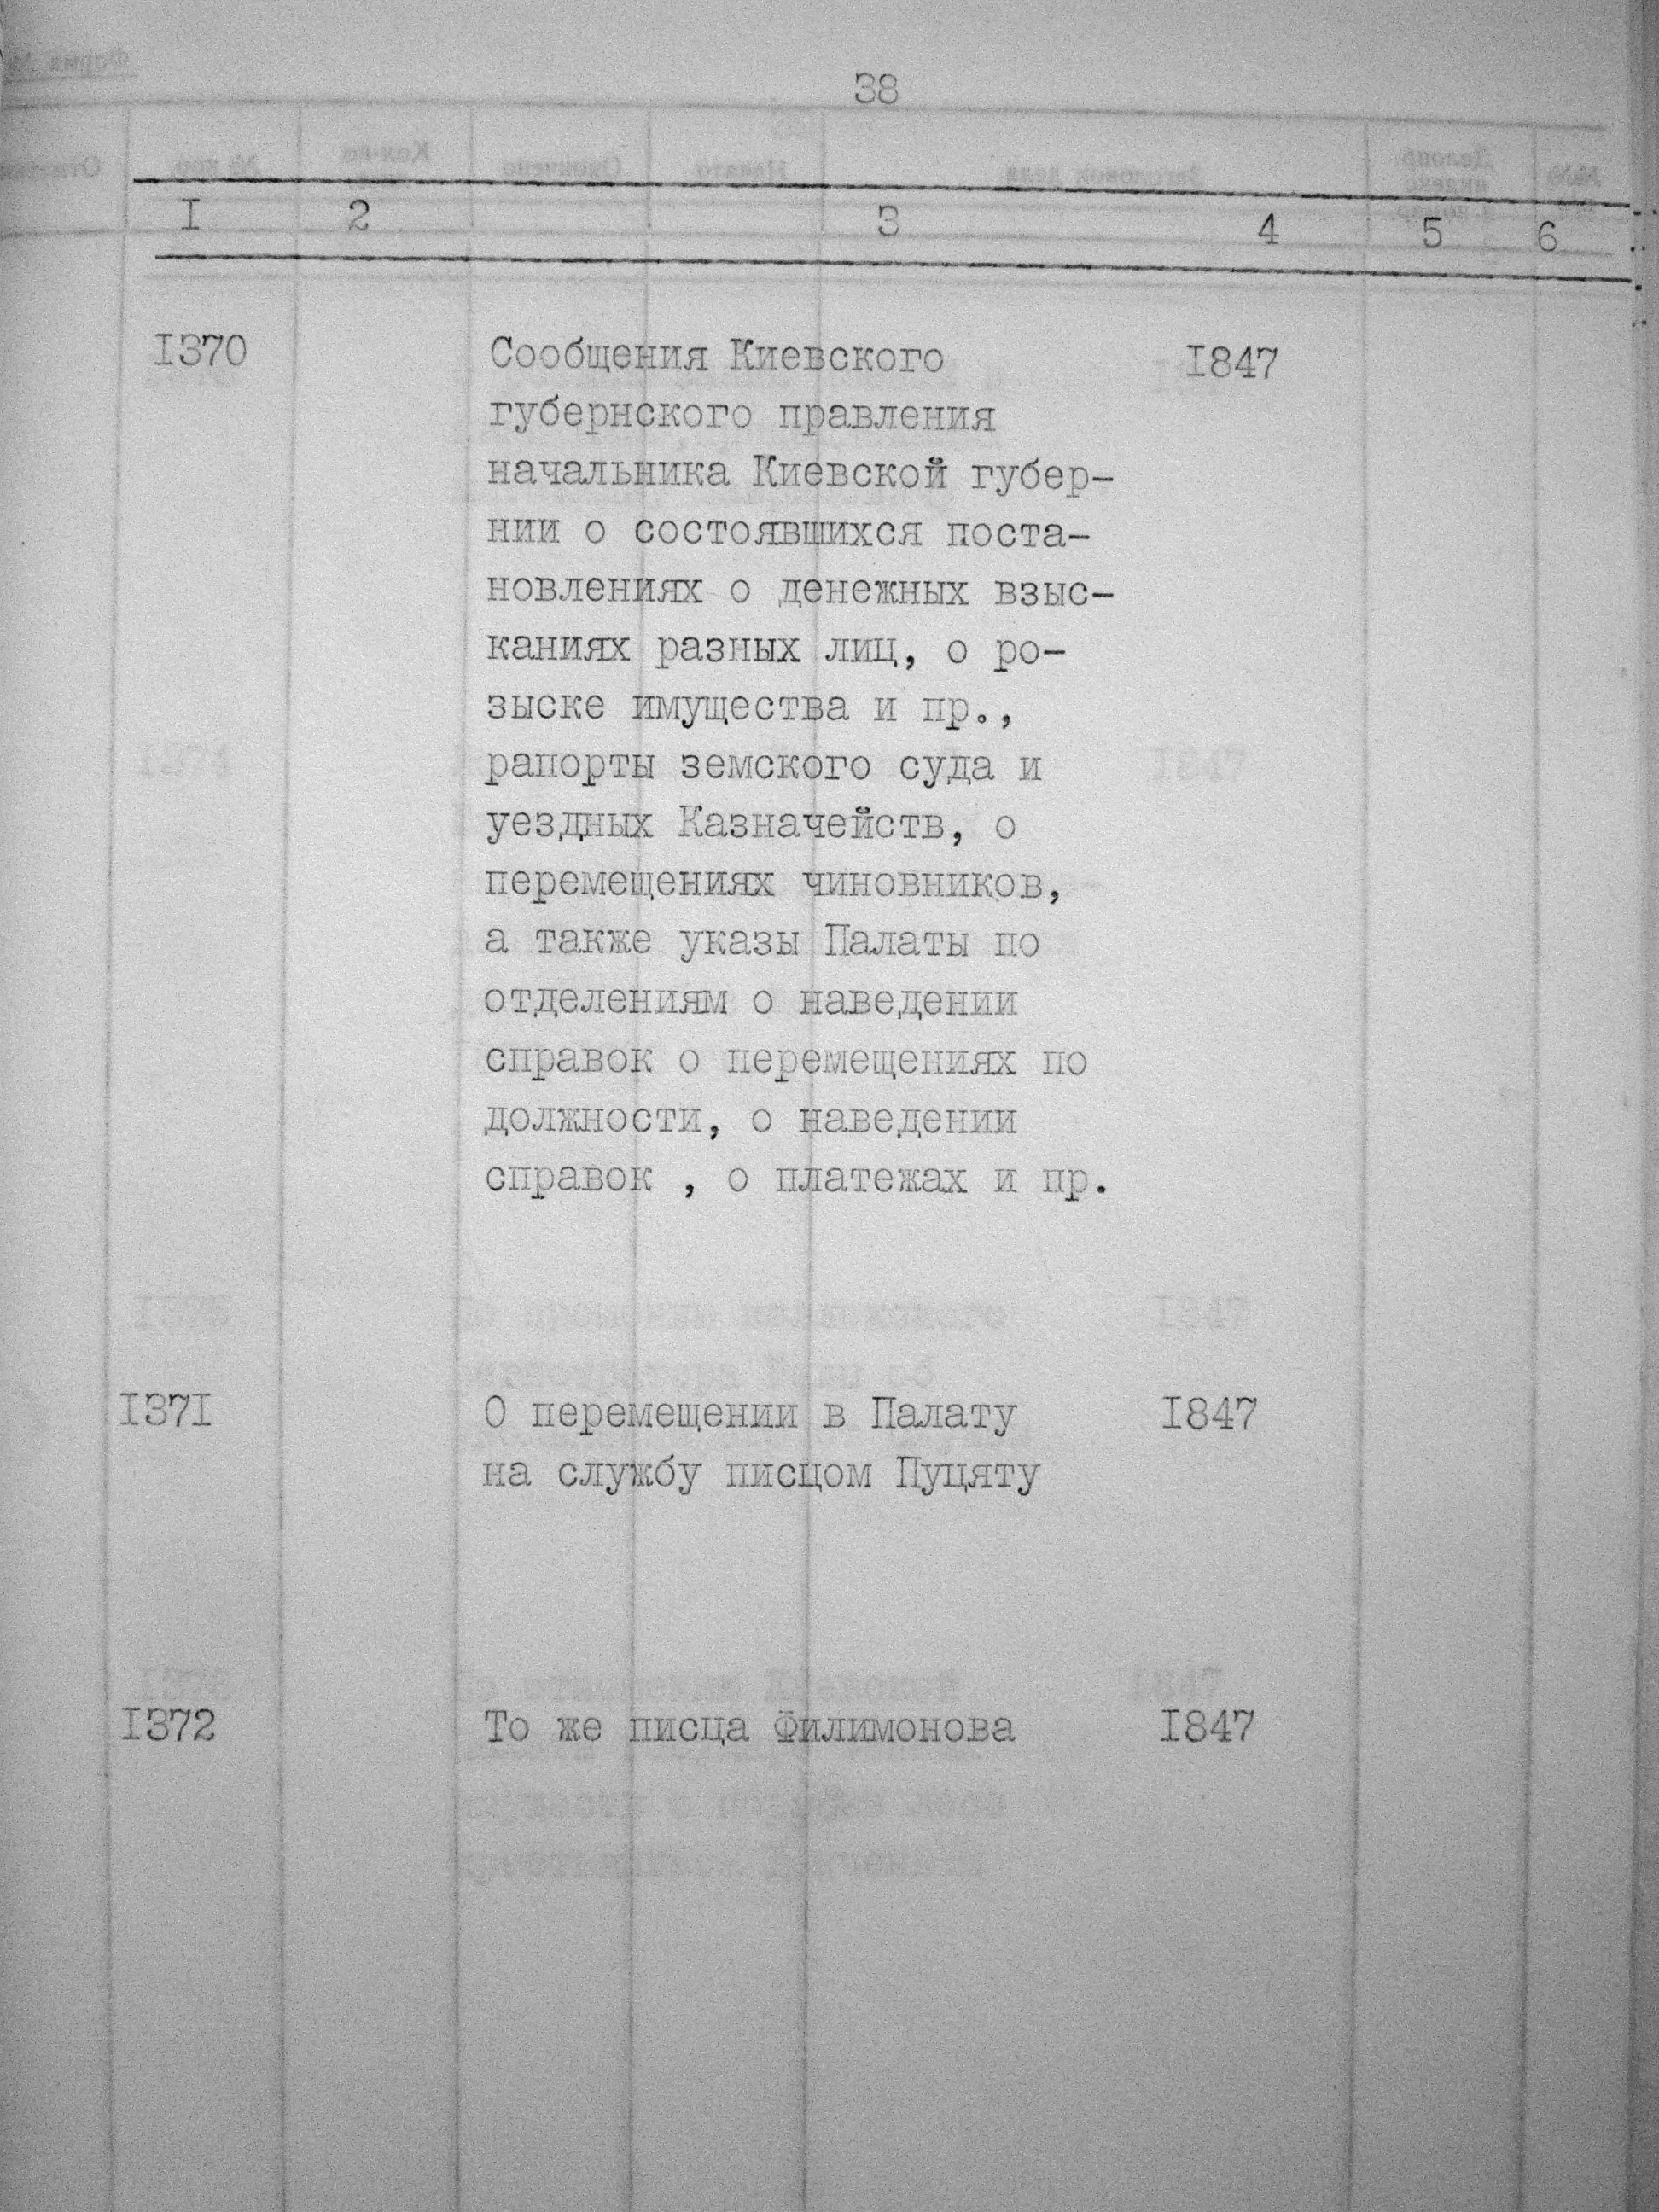 38
I 2 3 4 5 6
I370 Сообщения Киевского I847
губернского правления
начальника Киевской губер-
нии о состоявшихся поста-
новлениях о денежных взыс-
каниях разных лиц, о ро-
зыске имущества и пр.,
рапорты земского суда и
уездных Казначейств, о
перемещениях чиновников,
а также указы Палаты по
отделениям о наведении
справок о перемещениях по
должности, о наведении
справок , о платежах и пр.
I37I О перемещении в Палату I847
на службу писцом Пуцяту
I372 То же писца Филимонова I847